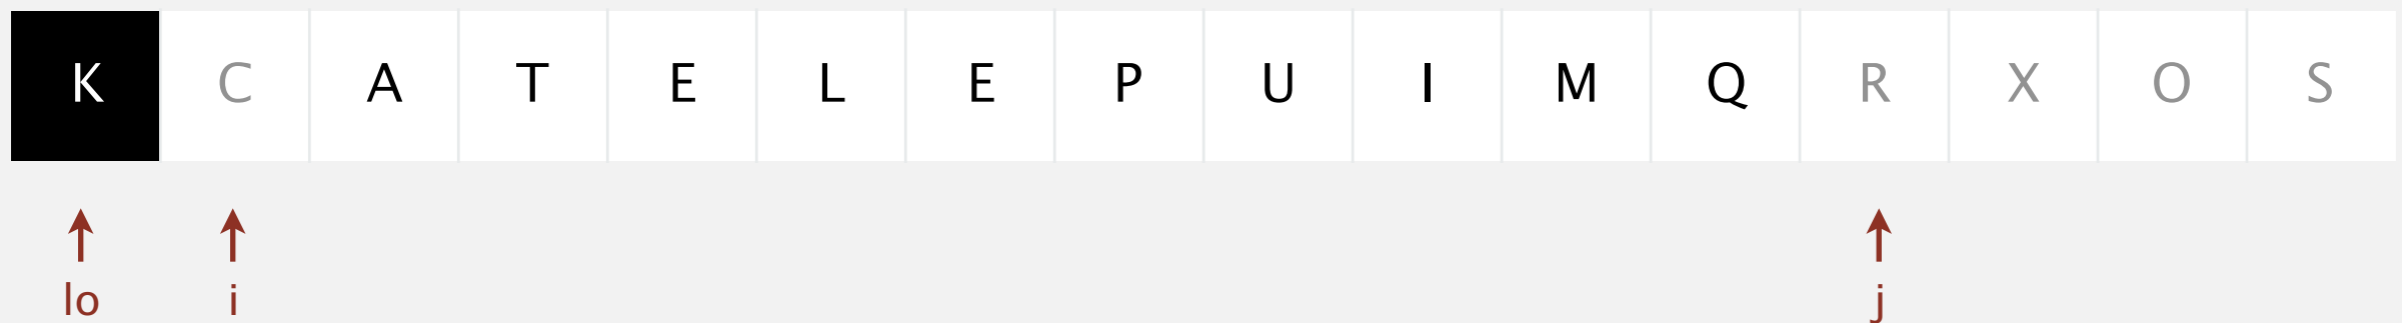 K C A T E L E P U I M Q R X O S
lo i j